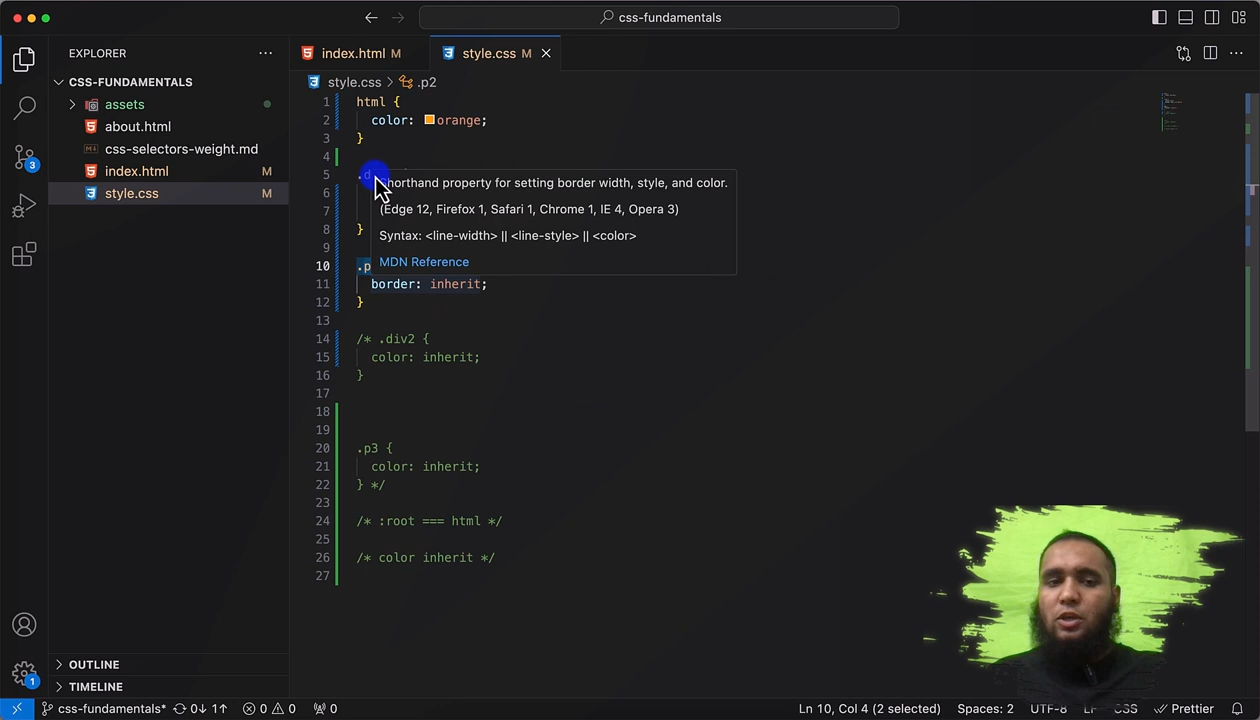 css-fundamentals
EXPLORER
CSS-FUNDAMENTALS
assets
about.html
css-selectors-weight.md
index.html M
style.css M
OUTLINE
TIMELINE
3
1
index.html M
style.css M
style.css > .p2
1 html {
2 color: orange;
3 }
4
5 .d
6
7
8 }
9
10 .p
11 border: inherit;
12 }
13
14 /* .div2 {
15 color: inherit;
16 }
17
18
19
20 .p3 {
21 color: inherit;
22 } */
23
24 /* :root === html */
25
26 /* color inherit */
27
Shorthand property for setting border width, style, and color.
(Edge 12, Firefox 1, Safari 1, Chrome 1, IE 4, Opera 3)
Syntax: <line-width> || <line-style> || <color>
MDN Reference
css-fundamentals* 0↓ 1↑ 0 0 0
Ln 10, Col 4 (2 selected) Spaces: 2 UTF-8 LF CSS Prettier